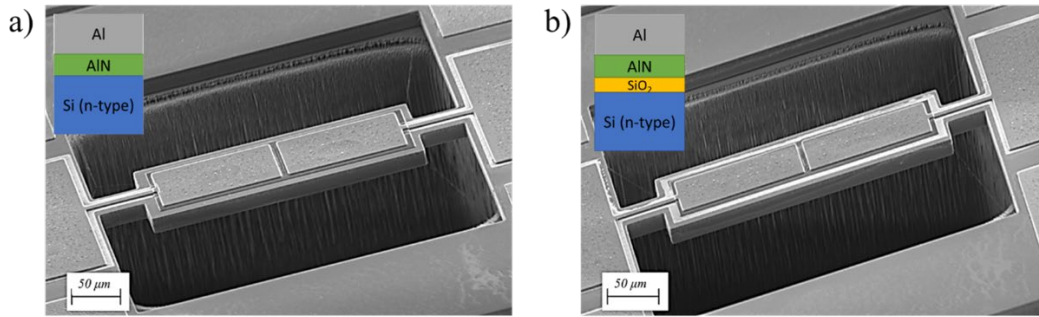 a)
Al
AlN
Si (n-type)
50 μm
b)
Al
AlN
SiO₂
Si (n-type)
50 μm